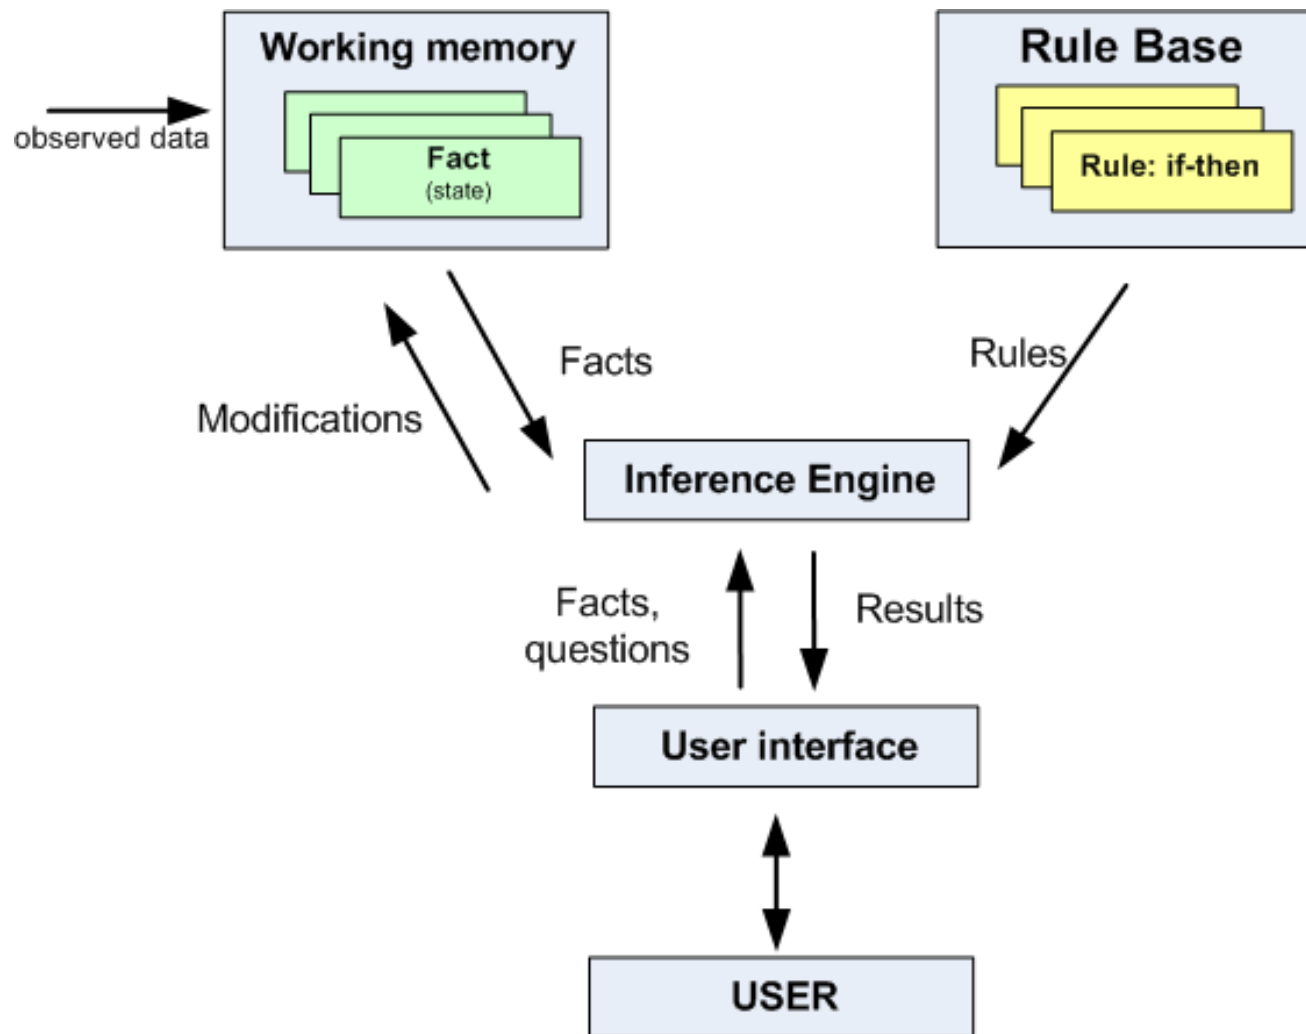 Working memory
Rule Base
observed data
Fact
(state)
Rule: if-then
Facts
Rules
Modifications
Inference Engine
Facts,
questions
Results
User interface
USER